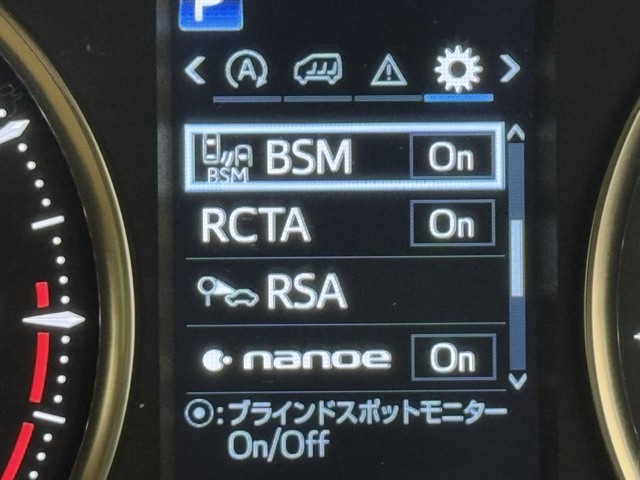 P
A
BSM BSM On
RCTA On
RSA
nanoe On
:ブラインドスポットモニター
On/Off